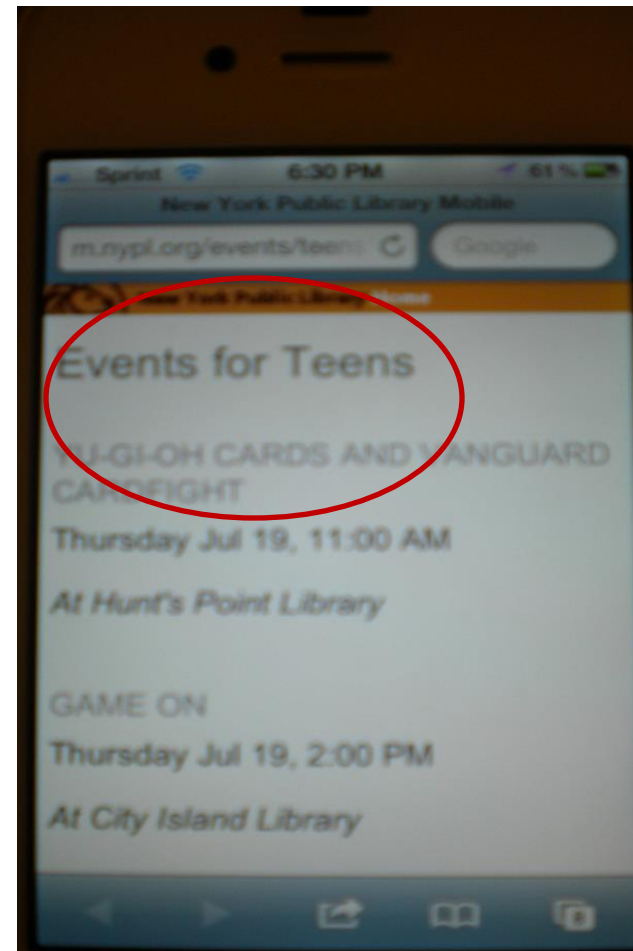 Sprint 6:30 PM 61%
New York Public Library Mobile
m.nypl.org/events/teens Google
New York Public Library Home
Events for Teens
YU-GI-OH CARDS AND VANGUARD
CARDFIGHT
Thursday Jul 19, 11:00 AM
At Hunt's Point Library
GAME ON
Thursday Jul 19, 2:00 PM
At City Island Library